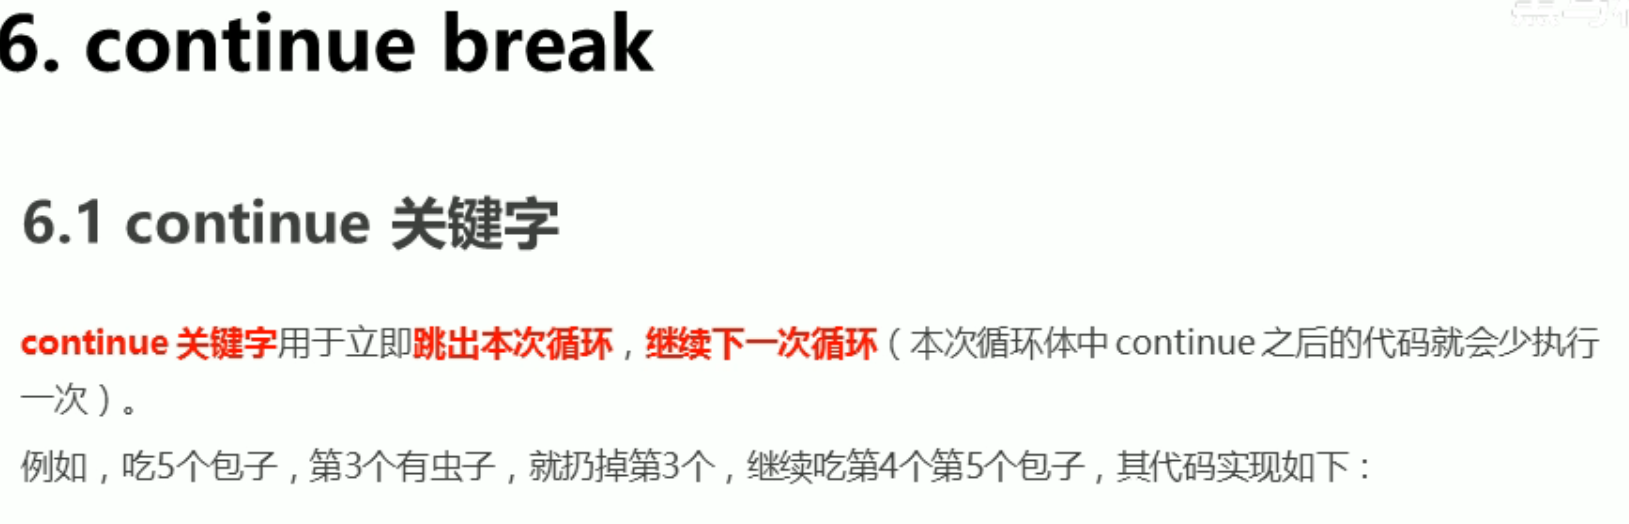 6. continue break
6.1 continue 关键字
continue 关键字用于立即跳出本次循环，继续下一次循环（本次循环体中 continue 之后的代码就会少执行
一次）。
例如，吃5个包子，第3个有虫子，就扔掉第3个，继续吃第4个第5个包子，其代码实现如下：